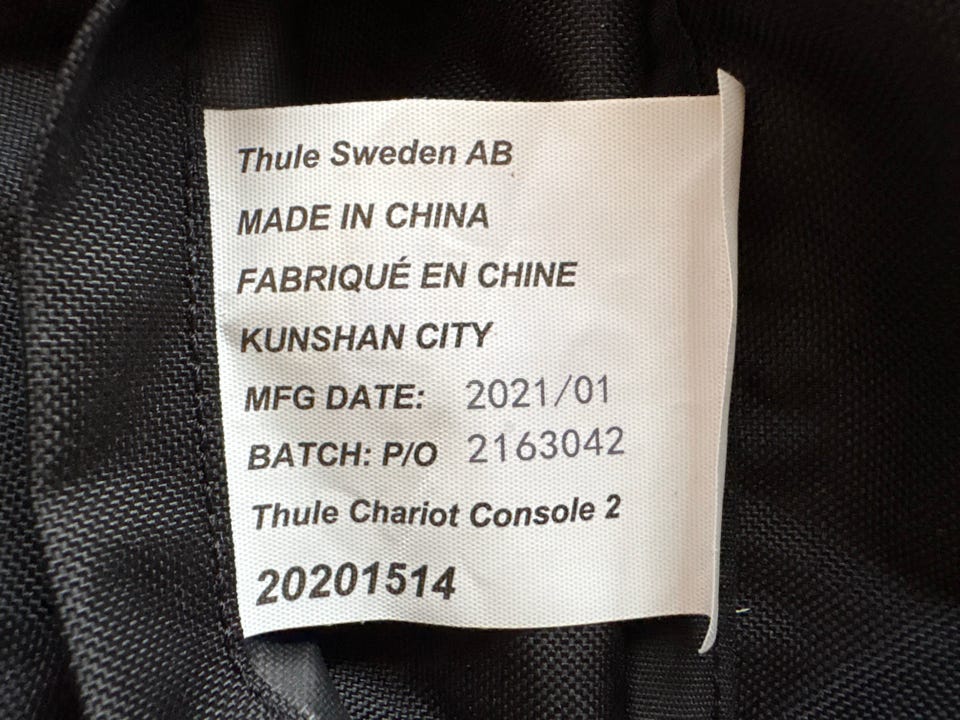 Thule Sweden AB
MADE IN CHINA
FABRIQUÉ EN CHINE
KUNSHAN CITY
MFG DATE: 2021/01
BATCH: P/O 2163042
Thule Chariot Console 2
20201514